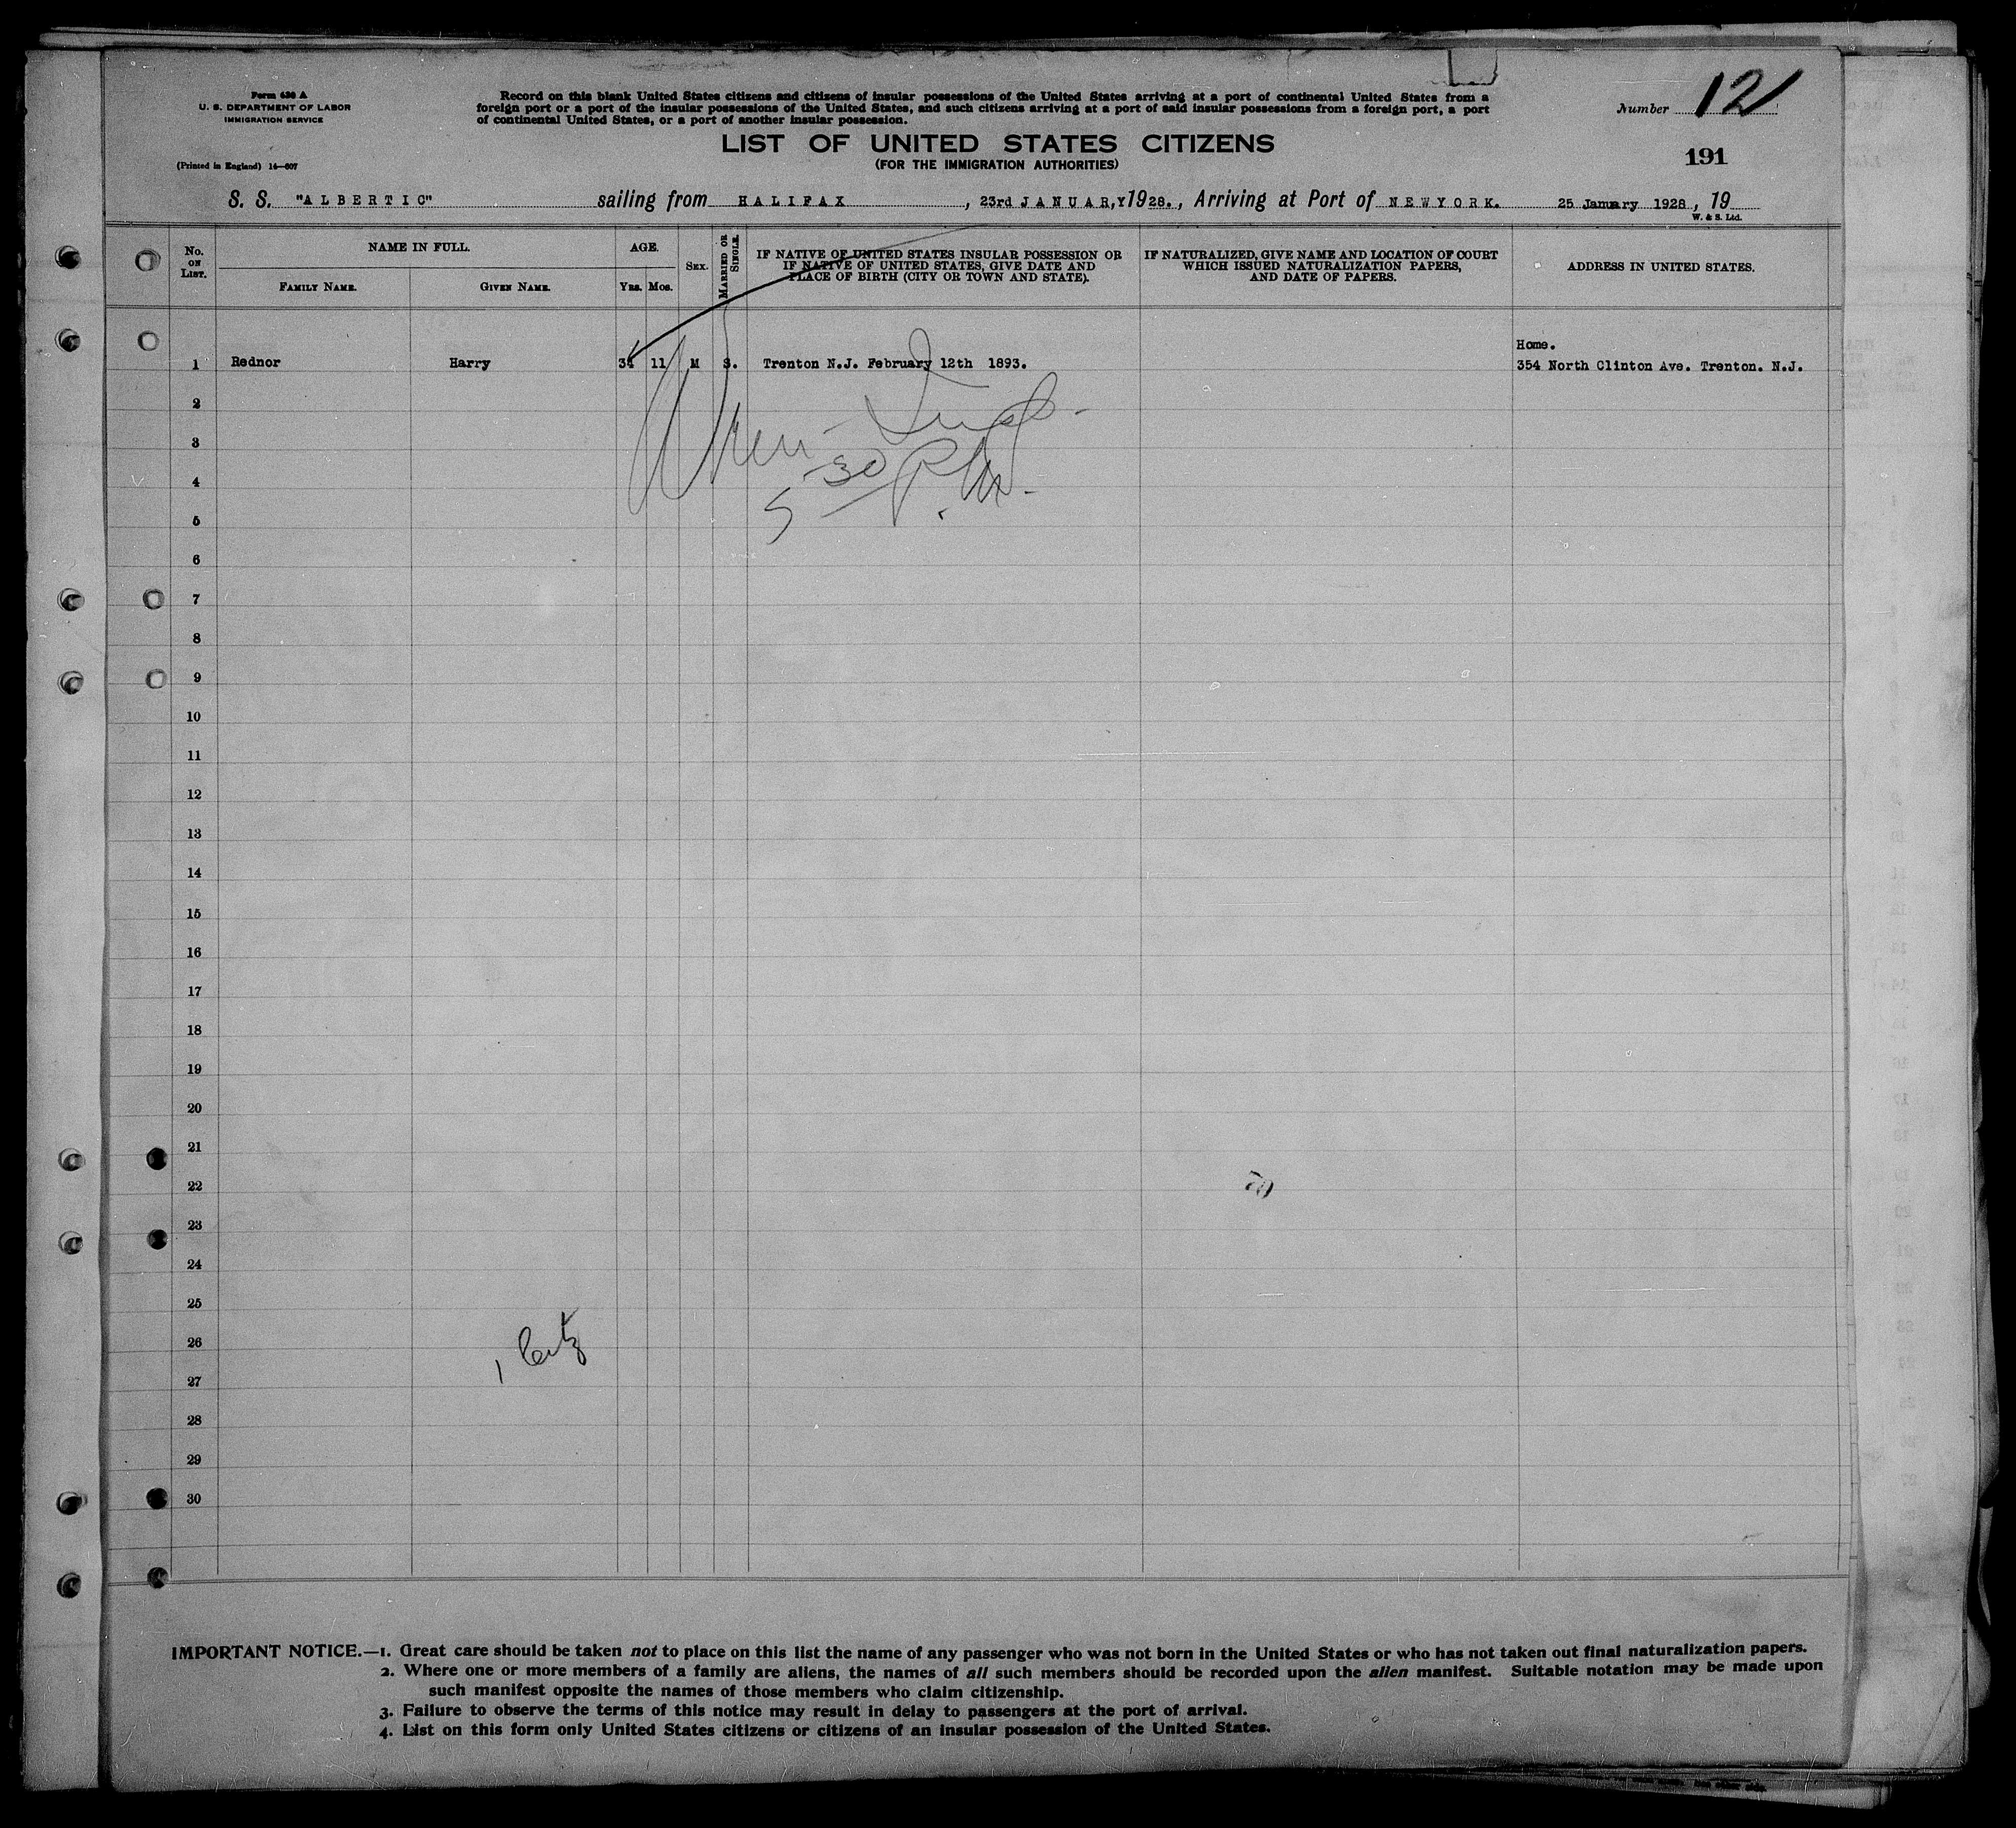 Form 630 A
U. S. DEPARTMENT OF LABOR
IMMIGRATION SERVICE
(Printed in England) 14—607
Record on this blank United States citizens and citizens of insular possessions of the United States arriving at a port of continental United States from a
foreign port or a port of the insular possessions of the United States, and such citizens arriving at a port of said insular possessions from a foreign port, a port
of continental United States, or a port of another insular possession.
Number 12
LIST OF UNITED STATES CITIZENS
(FOR THE IMMIGRATION AUTHORITIES)
191
S. S. "ALBERTIC" sailing from HALIFAX, 23rd JANUARY, 1928., Arriving at Port of NEWYORK. 25 January 1928, 19
W. & S. Ltd.
No. ON LIST.
NAME IN FULL.
FAMILY NAME.
GIVEN NAME.
AGE.
YRS. MOS.
SEX.
MARRIED OR SINGLE.
IF NATIVE OF UNITED STATES INSULAR POSSESSION OR
IF NATIVE OF UNITED STATES, GIVE DATE AND
PLACE OF BIRTH (CITY OR TOWN AND STATE).
IF NATURALIZED, GIVE NAME AND LOCATION OF COURT
WHICH ISSUED NATURALIZATION PAPERS,
AND DATE OF PAPERS.
ADDRESS IN UNITED STATES.
Home.
1 Rednor Harry 34 11 M S. Trenton N.J. February 12th 1893. 354 North Clinton Ave. Trenton. N.J.
2
3
30 P.M.
4
5
5
6
7
8
9
10
11
12
13
14
15
16
17
18
19
20
21
22
23
24
25
26
1 Citz
27
28
29
30
IMPORTANT NOTICE.—1. Great care should be taken not to place on this list the name of any passenger who was not born in the United States or who has not taken out final naturalization papers.
2. Where one or more members of a family are aliens, the names of all such members should be recorded upon the alien manifest. Suitable notation may be made upon
such manifest opposite the names of those members who claim citizenship.
3. Failure to observe the terms of this notice may result in delay to passengers at the port of arrival.
4. List on this form only United States citizens or citizens of an insular possession of the United States.